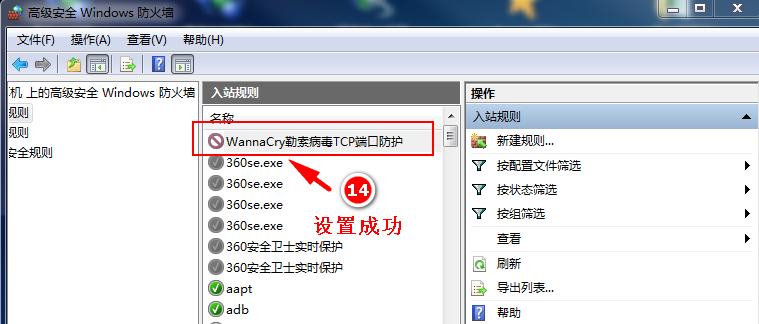 高级安全 Windows 防火墙
文件(F) 操作(A) 查看(V) 帮助(H)
机 上的高级安全 Windows 防火墙
规则
规则
安全规则
入站规则
名称
WannaCry勒索病毒TCP端口防护
360se.exe
360se.exe
360se.exe
360se.exe
360安全卫士实时保护
360安全卫士实时保护
aapt
adb
14
设置成功
操作
入站规则
新建规则...
按配置文件筛选
按状态筛选
按组筛选
查看
刷新
导出列表...
帮助